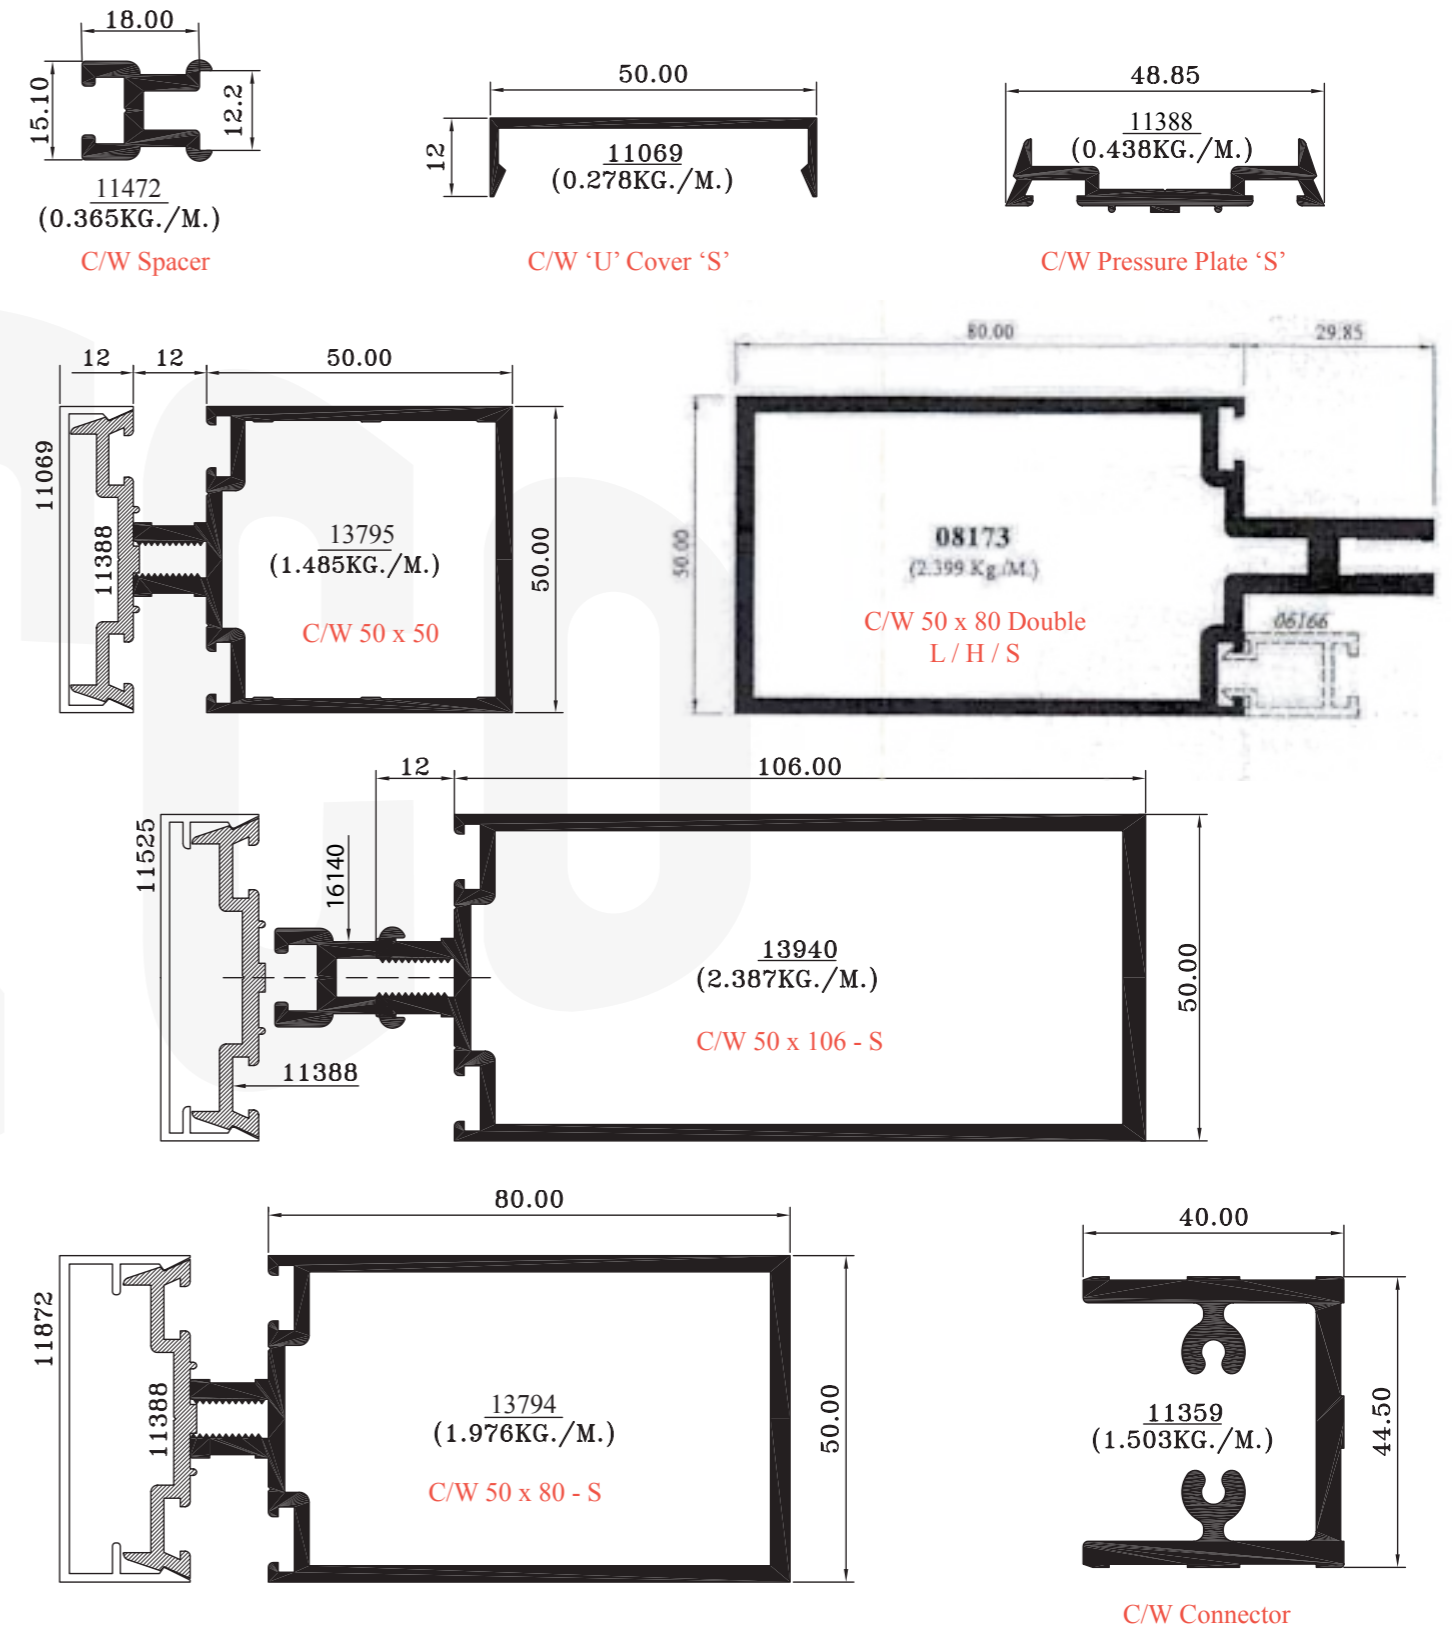 18.00
15.10
12.2
11472
(0.365KG./M.)
C/W Spacer
50.00
12
11069
(0.278KG./M.)
C/W ‘U’ Cover ‘S’
48.85
11388
(0.438KG./M.)
C/W Pressure Plate ‘S’
12
12
50.00
11069
11388
13795
(1.485KG./M.)
C/W 50 x 50
50.00
80.00
29.85
50.00
08173
(2.399 Kg./M.)
C/W 50 x 80 Double
L / H / S
06166
12
106.00
11525
16140
11388
13940
(2.387KG./M.)
C/W 50 x 106 - S
50.00
80.00
11872
11388
13794
(1.976KG./M.)
C/W 50 x 80 - S
50.00
40.00
11359
(1.503KG./M.)
44.50
C/W Connector